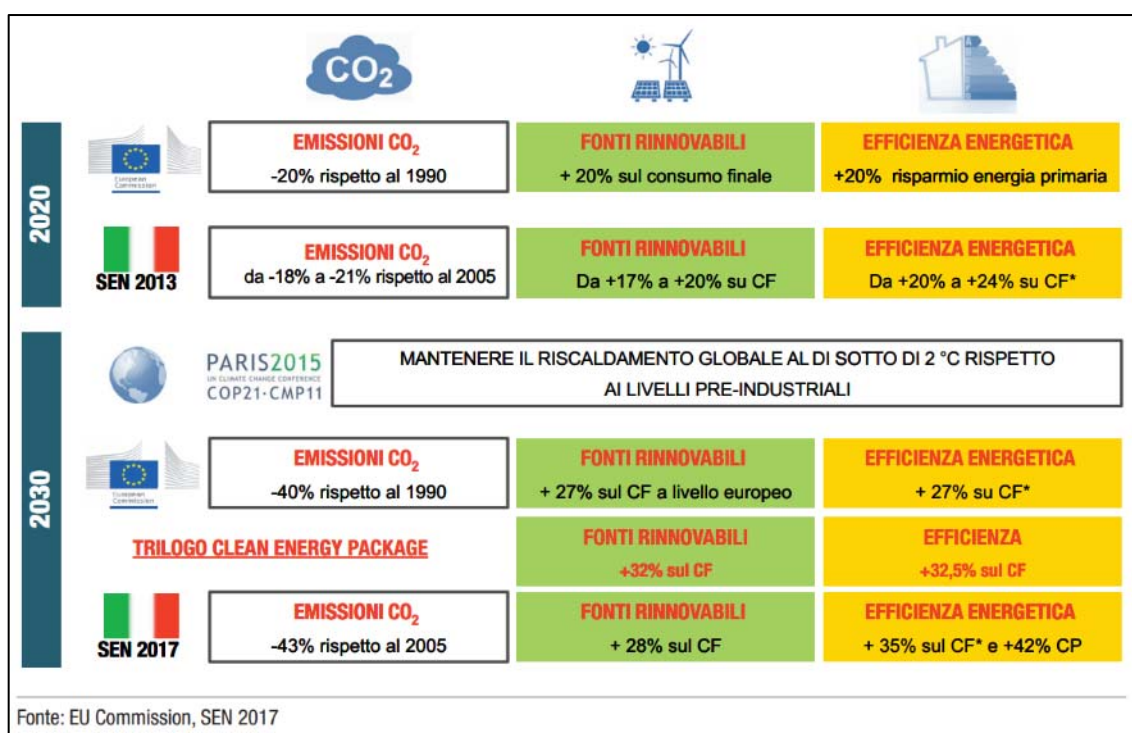 CO2
A
2020
European
Commission
EMISSIONI CO2
-20% rispetto al 1990
FONTI RINNOVABILI
+ 20% sul consumo finale
EFFICIENZA ENERGETICA
+20% risparmio energia primaria
SEN 2013
EMISSIONI CO2
da -18% a -21% rispetto al 2005
FONTI RINNOVABILI
Da +17% a +20% su CF
EFFICIENZA ENERGETICA
Da +20% a +24% su CF*
2030
PARIS2015
UN CLIMATE CHANGE CONFERENCE
COP21·CMP11
MANTENERE IL RISCALDAMENTO GLOBALE AL DI SOTTO DI 2 °C RISPETTO
AI LIVELLI PRE-INDUSTRIALI
European
Commission
EMISSIONI CO2
-40% rispetto al 1990
FONTI RINNOVABILI
+ 27% sul CF a livello europeo
EFFICIENZA ENERGETICA
+ 27% su CF*
TRILOGO CLEAN ENERGY PACKAGE
FONTI RINNOVABILI
+32% sul CF
EFFICIENZA
+32,5% sul CF
SEN 2017
EMISSIONI CO2
-43% rispetto al 2005
FONTI RINNOVABILI
+ 28% sul CF
EFFICIENZA ENERGETICA
+ 35% sul CF* e +42% CP
Fonte: EU Commission, SEN 2017